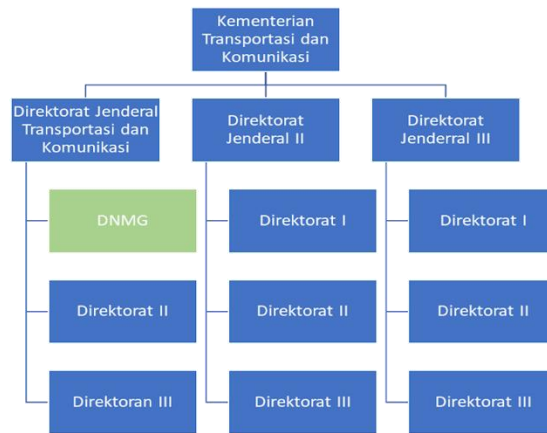 Kementerian
Transportasi dan
Komunikasi
Direktorat Jenderal
Transportasi dan
Komunikasi
Direktorat
Jenderal II
Direktorat
Jenderral III
DNMG
Direktorat I
Direktorat I
Direktorat II
Direktorat II
Direktorat II
Direktoran III
Direktorat III
Direktorat III